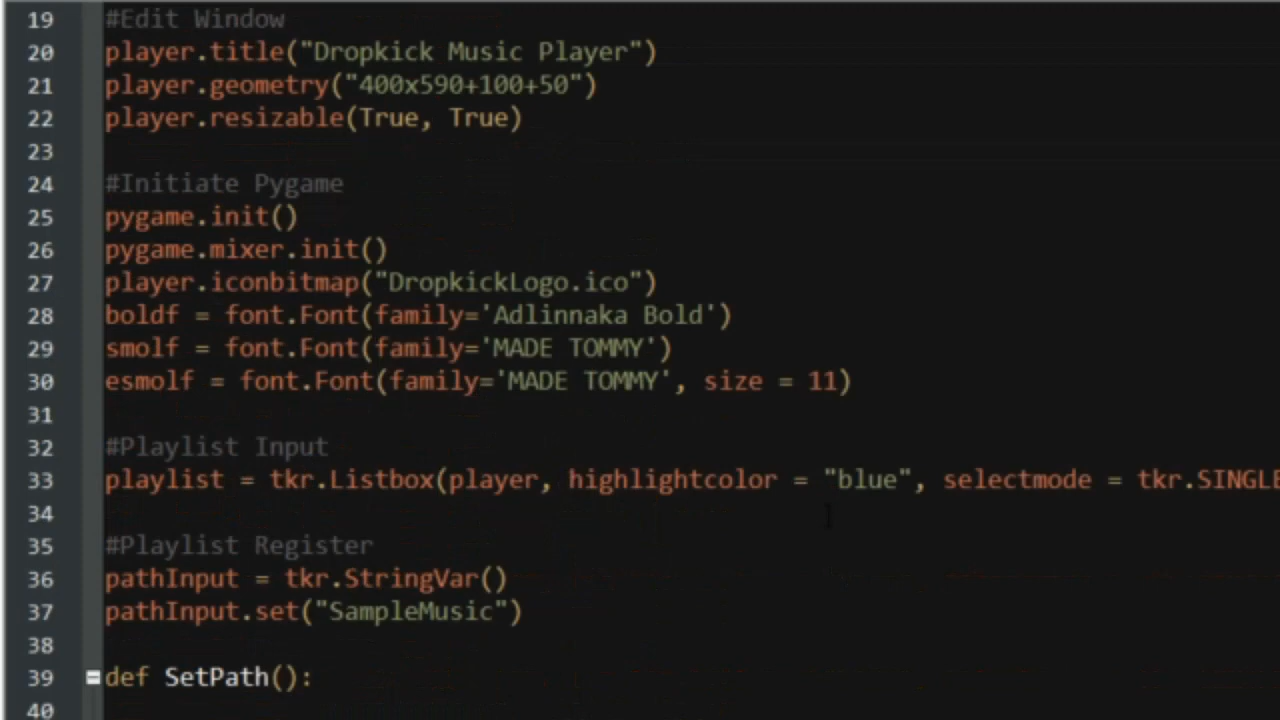 19 #Edit Window
20 player.title("Dropkick Music Player")
21 player.geometry("400x590+100+50")
22 player.resizable(True, True)
23
24 #Initiate Pygame
25 pygame.init()
26 pygame.mixer.init()
27 player.iconbitmap("DropkickLogo.ico")
28 boldf = font.Font(family='Adlinnaka Bold')
29 smolf = font.Font(family='MADE TOMMY')
30 esmolf = font.Font(family='MADE TOMMY', size = 11)
31
32 #Playlist Input
33 playlist = tkr.Listbox(player, highlightcolor = "blue", selectmode = tkr.SINGLE
34
35 #Playlist Register
36 pathInput = tkr.StringVar()
37 pathInput.set("SampleMusic")
38
39 def SetPath():
40